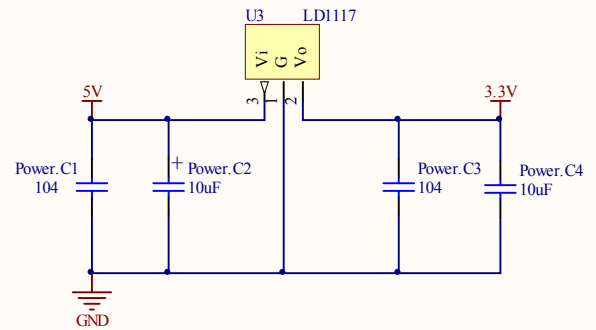 U3 LD1117
Vi G Vo
3 1 2
5V
3.3V
Power.C1
104
+
Power.C2
10uF
Power.C3
104
Power.C4
10uF
GND